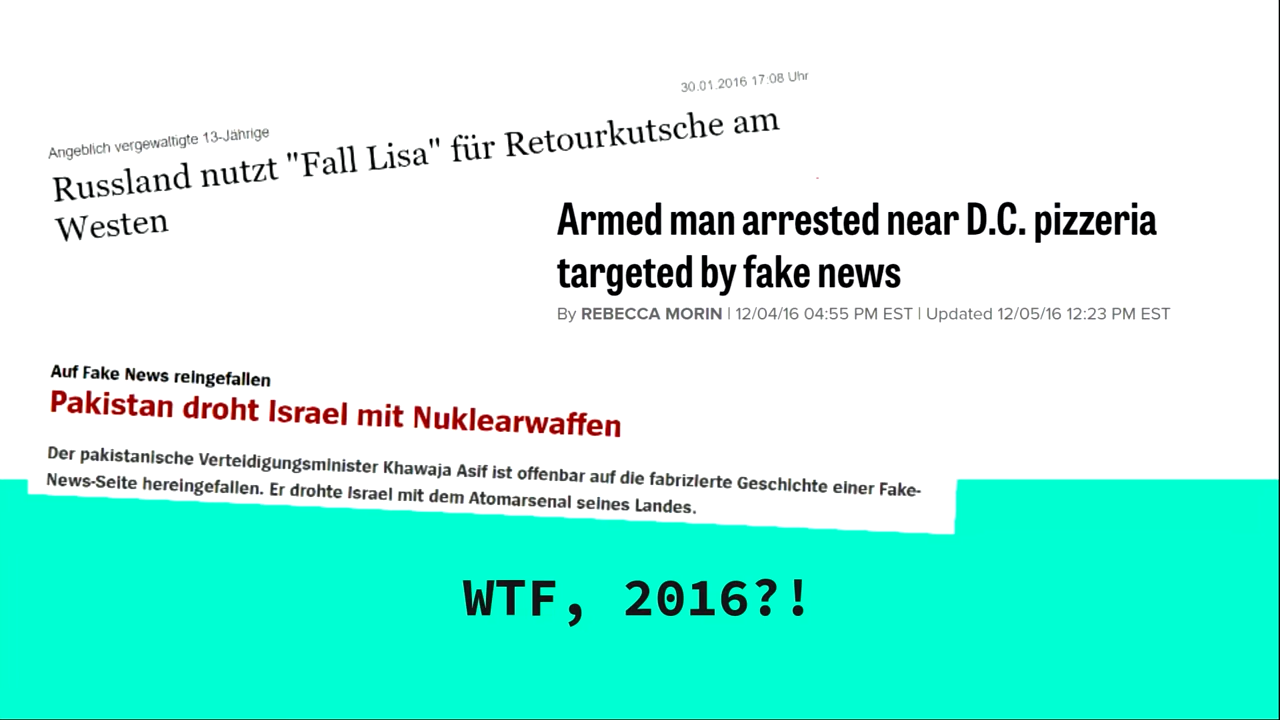 30.01.2016 17:08 Uhr
Angeblich vergewaltigte 13-Jährige
Russland nutzt "Fall Lisa" für Retourkutsche am
Westen
Armed man arrested near D.C. pizzeria
targeted by fake news
By REBECCA MORIN | 12/04/16 04:55 PM EST | Updated 12/05/16 12:23 PM EST
Auf Fake News reingefallen
Pakistan droht Israel mit Nuklearwaffen
Der pakistanische Verteidigungsminister Khawaja Asif ist offenbar auf die fabrizierte Geschichte einer Fake-
News-Seite hereingefallen. Er drohte Israel mit dem Atomarsenal seines Landes.
WTF, 2016?!